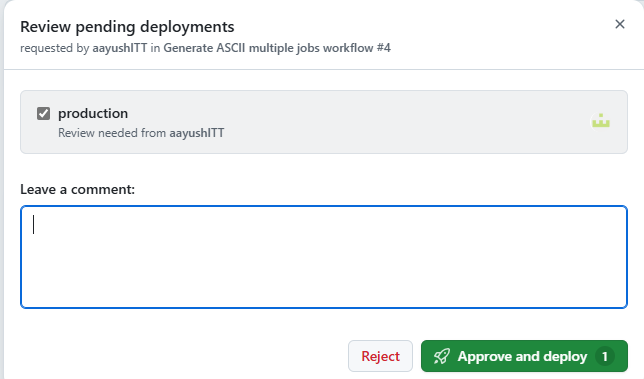 Review pending deployments
requested by aayushITT in Generate ASCII multiple jobs workflow #4
production
Review needed from aayushITT
Leave a comment:
Reject
Approve and deploy 1